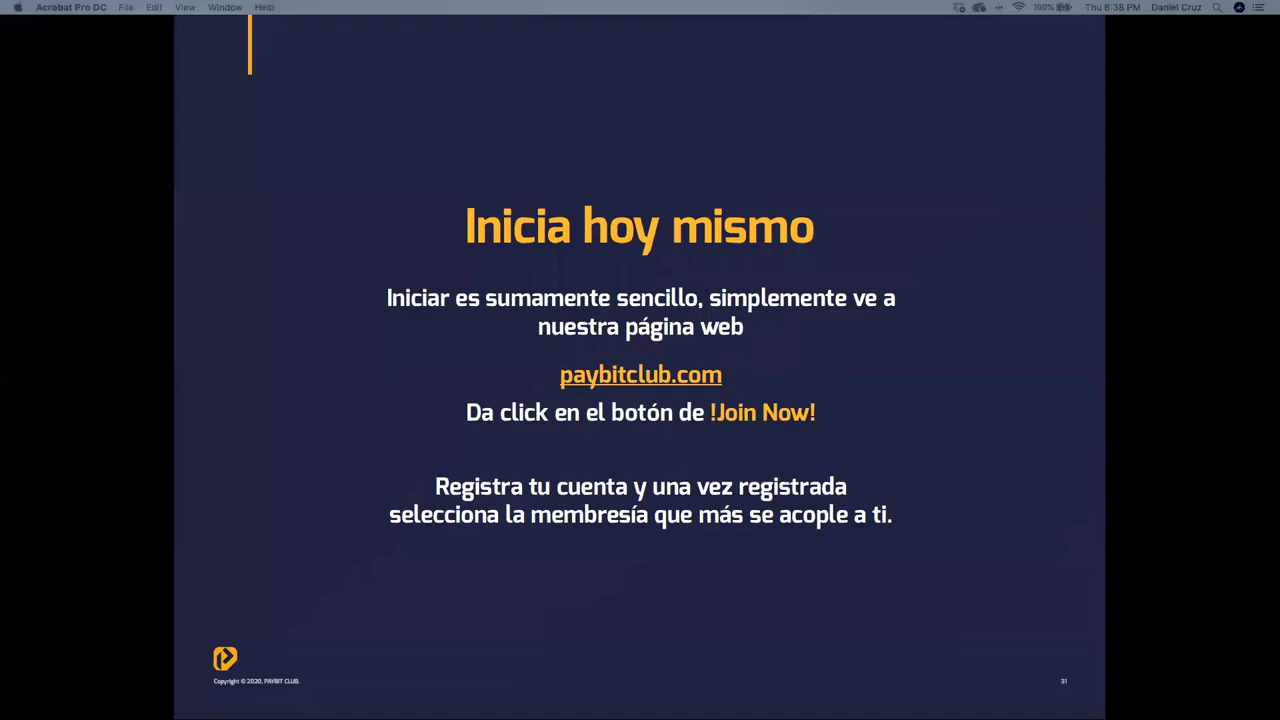 Acrobat Pro DC File Edit View Window Help 100% Thu 8:38 PM Daniel Cruz
Inicia hoy mismo
Iniciar es sumamente sencillo, simplemente ve a
nuestra página web
paybitclub.com
Da click en el botón de !Join Now!
Registra tu cuenta y una vez registrada
selecciona la membresía que más se acople a ti.
Copyright © 2020, PAYBIT CLUB.
31